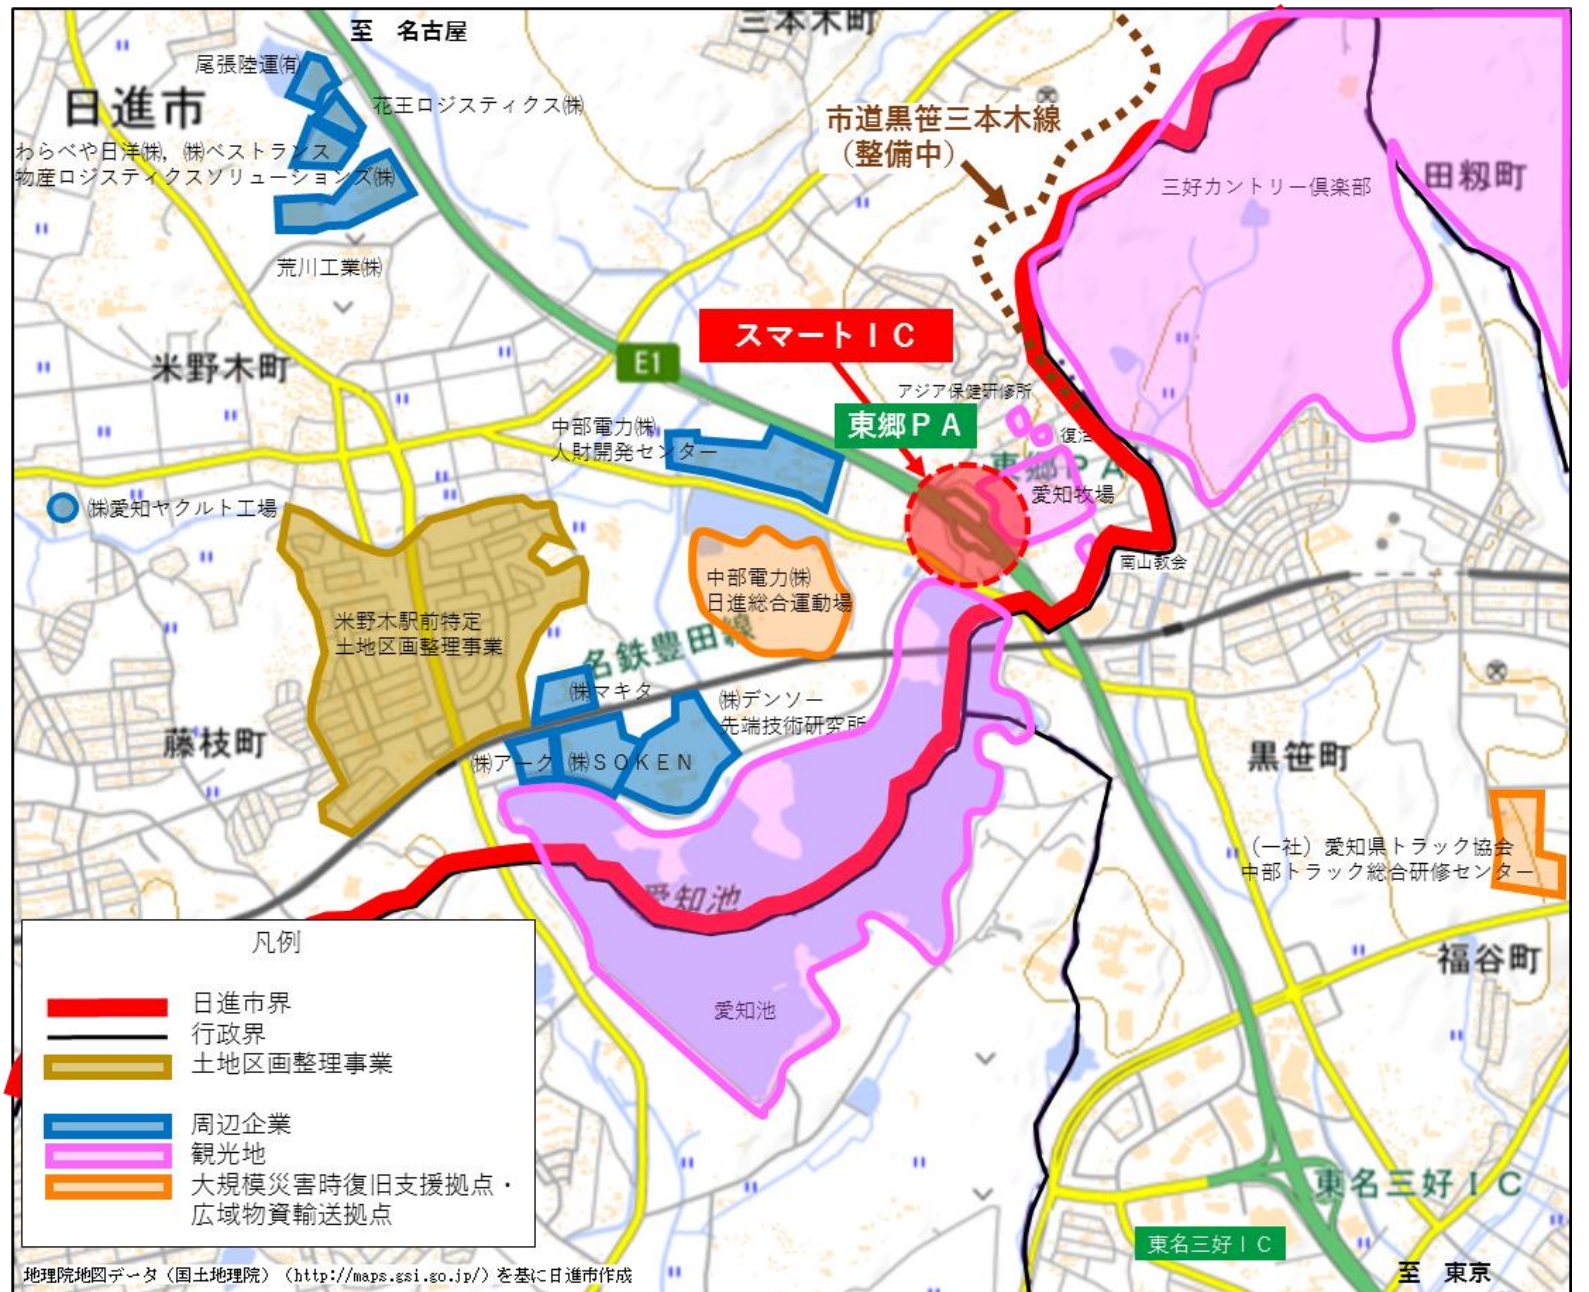 至 名古屋
三本木町
尾張陸運㈲
日進市
花王ロジスティクス㈱
市道黒笹三本木線
（整備中）
わらべや日洋㈱，㈱ベストランス
物産ロジスティクスソリューションズ㈱
三好カントリー倶楽部
田籾町
荒川工業㈱
スマートＩＣ
E1
米野木町
アジア保健研修所
東郷ＰＡ
中部電力㈱
人財開発センター
復活
東郷ＰＡ
愛知牧場
㈱愛知ヤクルト工場
南山教会
中部電力㈱
日進総合運動場
米野木駅前特定
土地区画整理事業
名鉄豊田線
㈱マキタ
㈱デンソー
先端技術研究所
藤枝町
㈱アーク
㈱ＳＯＫＥＮ
黒笹町
（一社）愛知県トラック協会
中部トラック総合研修センター
愛知池
凡例
福谷町
日進市界
愛知池
行政界
土地区画整理事業
周辺企業
観光地
大規模災害時復旧支援拠点・
広域物資輸送拠点
東名三好ＩＣ
東名三好ＩＣ
至 東京
地理院地図データ（国土地理院）（http://maps.gsi.go.jp/）を基に日進市作成